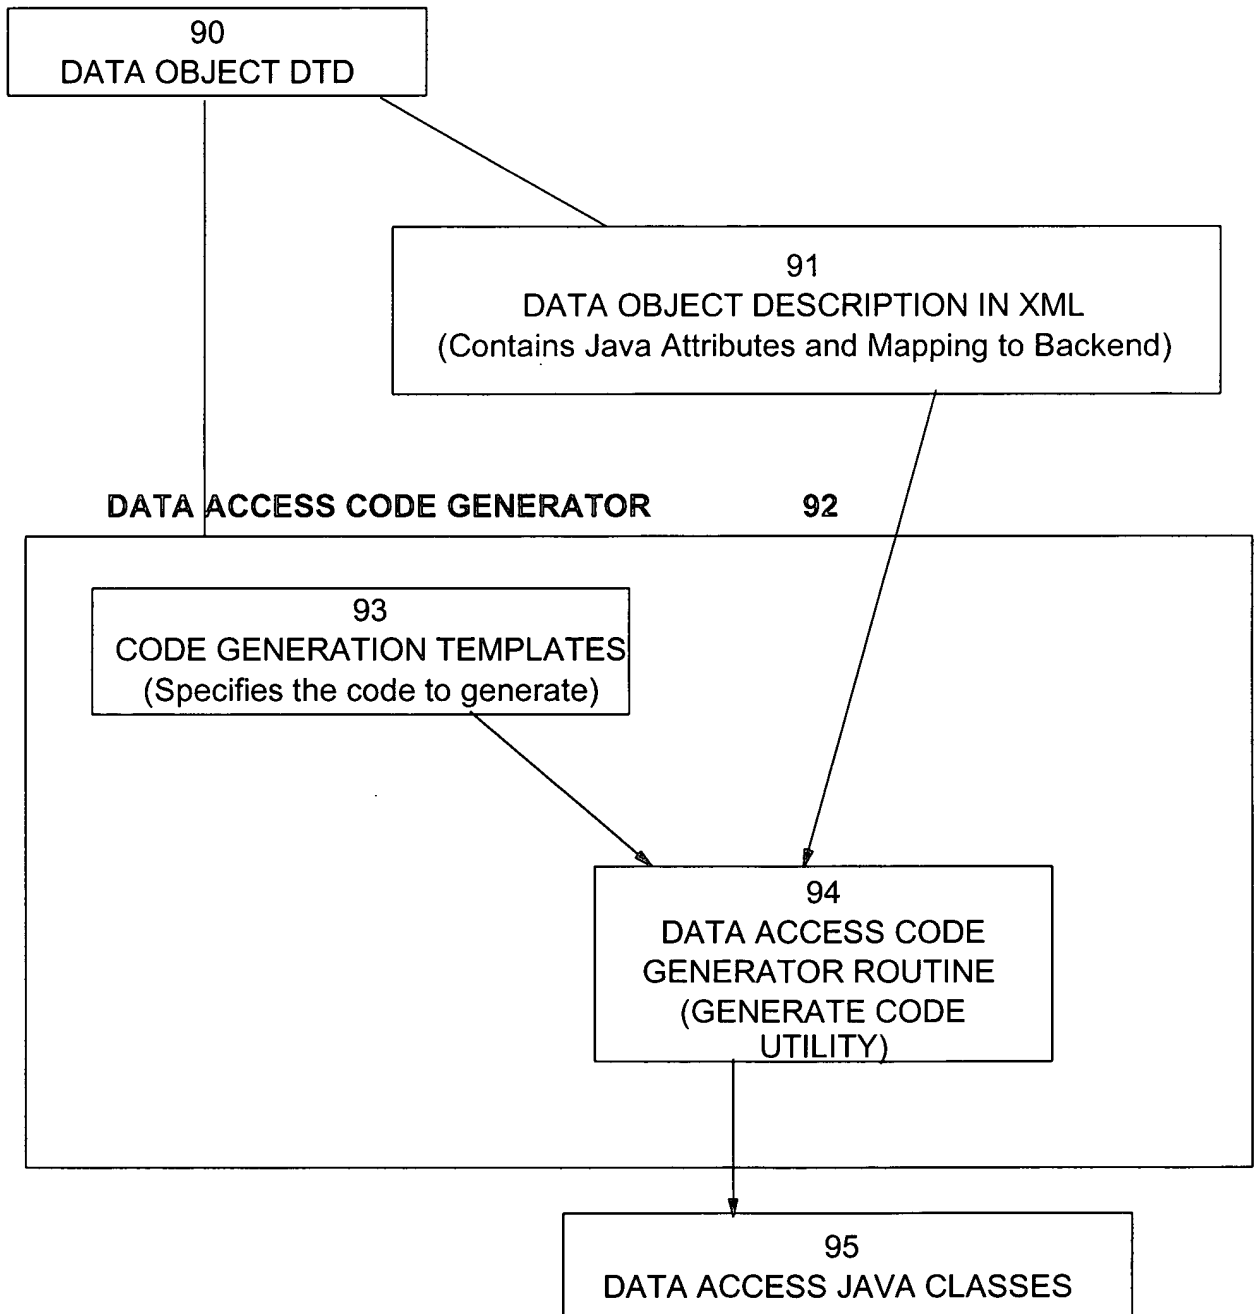 90
DATA OBJECT DTD
91
DATA OBJECT DESCRIPTION IN XML
(Contains Java Attributes and Mapping to Backend)
DATA ACCESS CODE GENERATOR 92
93
CODE GENERATION TEMPLATES
(Specifies the code to generate)
94
DATA ACCESS CODE
GENERATOR ROUTINE
(GENERATE CODE
UTILITY)
95
DATA ACCESS JAVA CLASSES